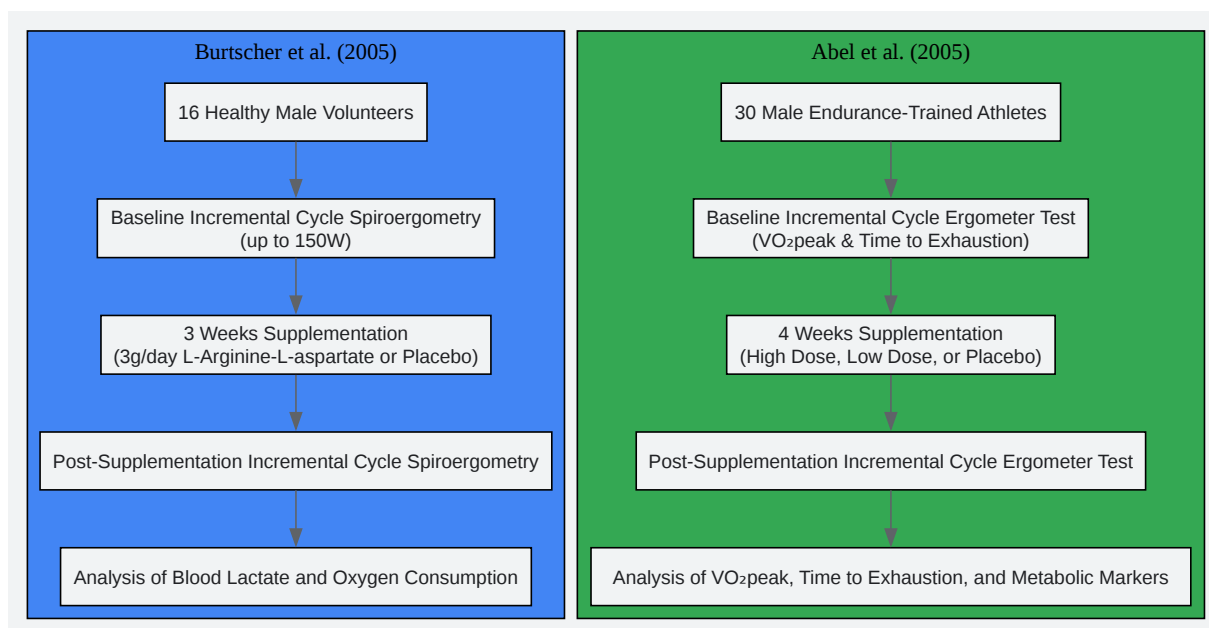 Burtscher et al. (2005)
16 Healthy Male Volunteers
Baseline Incremental Cycle Spiroergometry
(up to 150W)
3 Weeks Supplementation
(3g/day L-Arginine-L-aspartate or Placebo)
Post-Supplementation Incremental Cycle Spiroergometry
Analysis of Blood Lactate and Oxygen Consumption
Abel et al. (2005)
30 Male Endurance-Trained Athletes
Baseline Incremental Cycle Ergometer Test
(VO₂peak & Time to Exhaustion)
4 Weeks Supplementation
(High Dose, Low Dose, or Placebo)
Post-Supplementation Incremental Cycle Ergometer Test
Analysis of VO₂peak, Time to Exhaustion, and Metabolic Markers